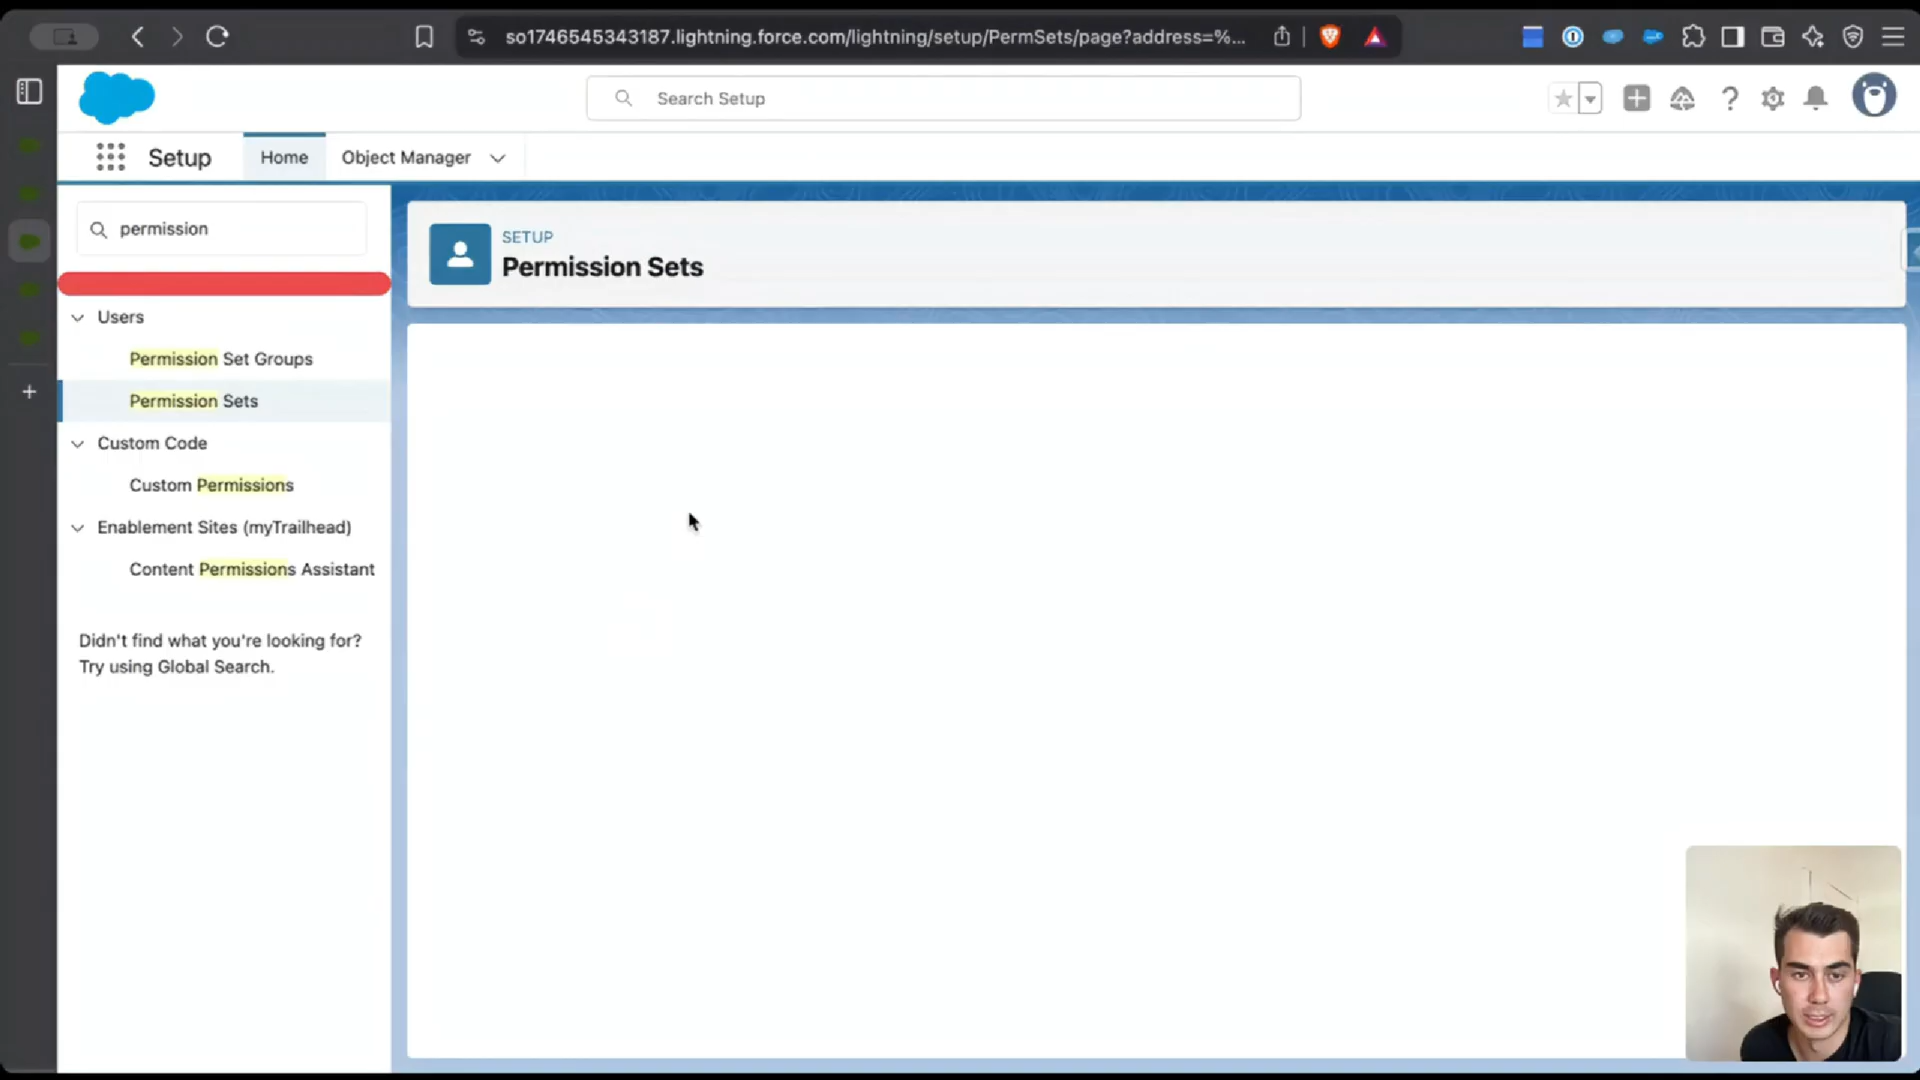 so1746545343187.lightning.force.com/lightning/setup/PermSets/page?address=%...
Search Setup
Setup
Home
Object Manager
permission
SETUP
Permission Sets
Users
Permission Set Groups
Permission Sets
Custom Code
Custom Permissions
Enablement Sites (myTrailhead)
Content Permissions Assistant
Didn't find what you're looking for?
Try using Global Search.